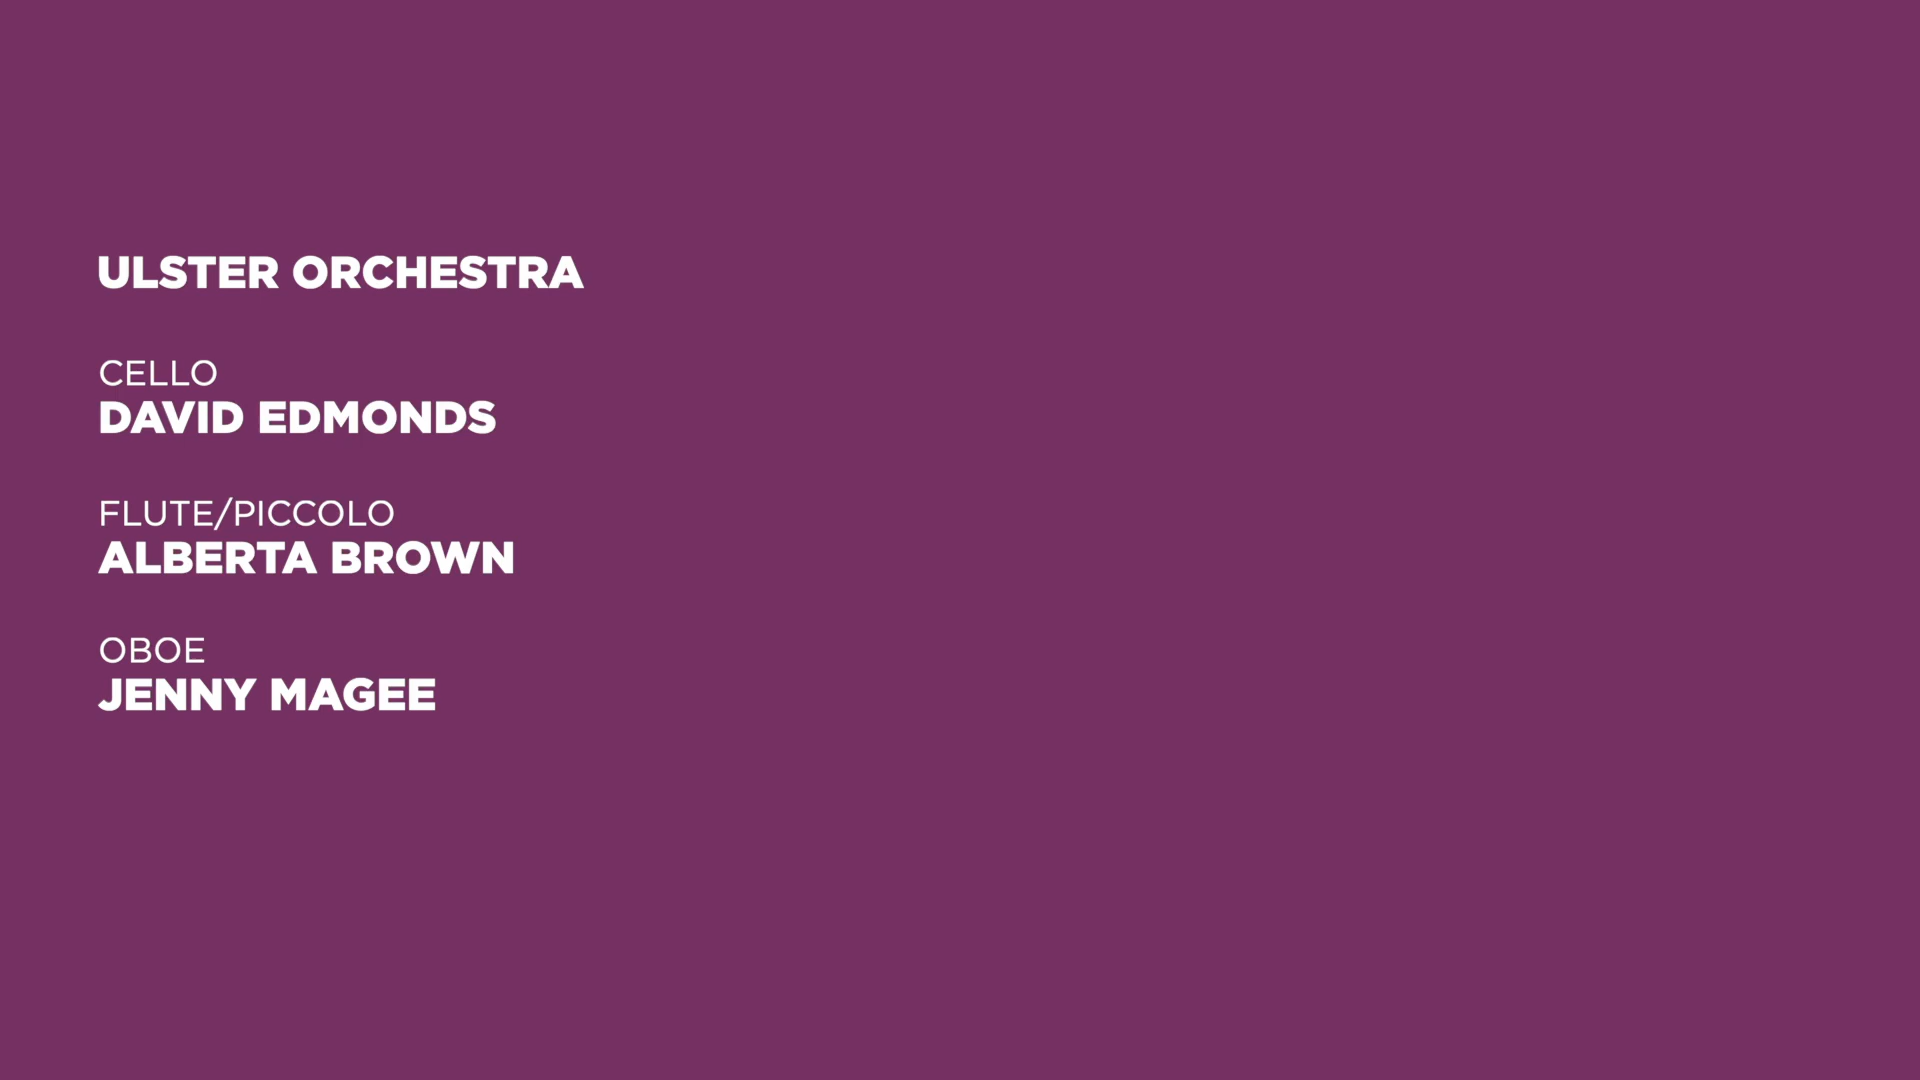 ULSTER ORCHESTRA
CELLO
DAVID EDMONDS
FLUTE/PICCOLO
ALBERTA BROWN
OBOE
JENNY MAGEE